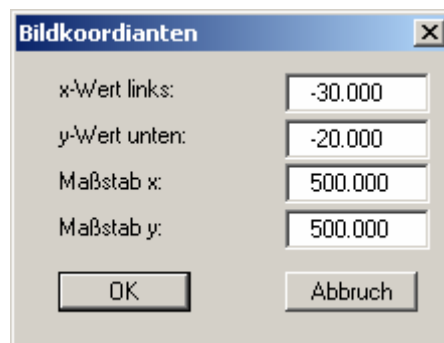 Bildkoordianten
x-Wert links: -30.000
y-Wert unten: -20.000
Maßstab x: 500.000
Maßstab y: 500.000
OK Abbruch